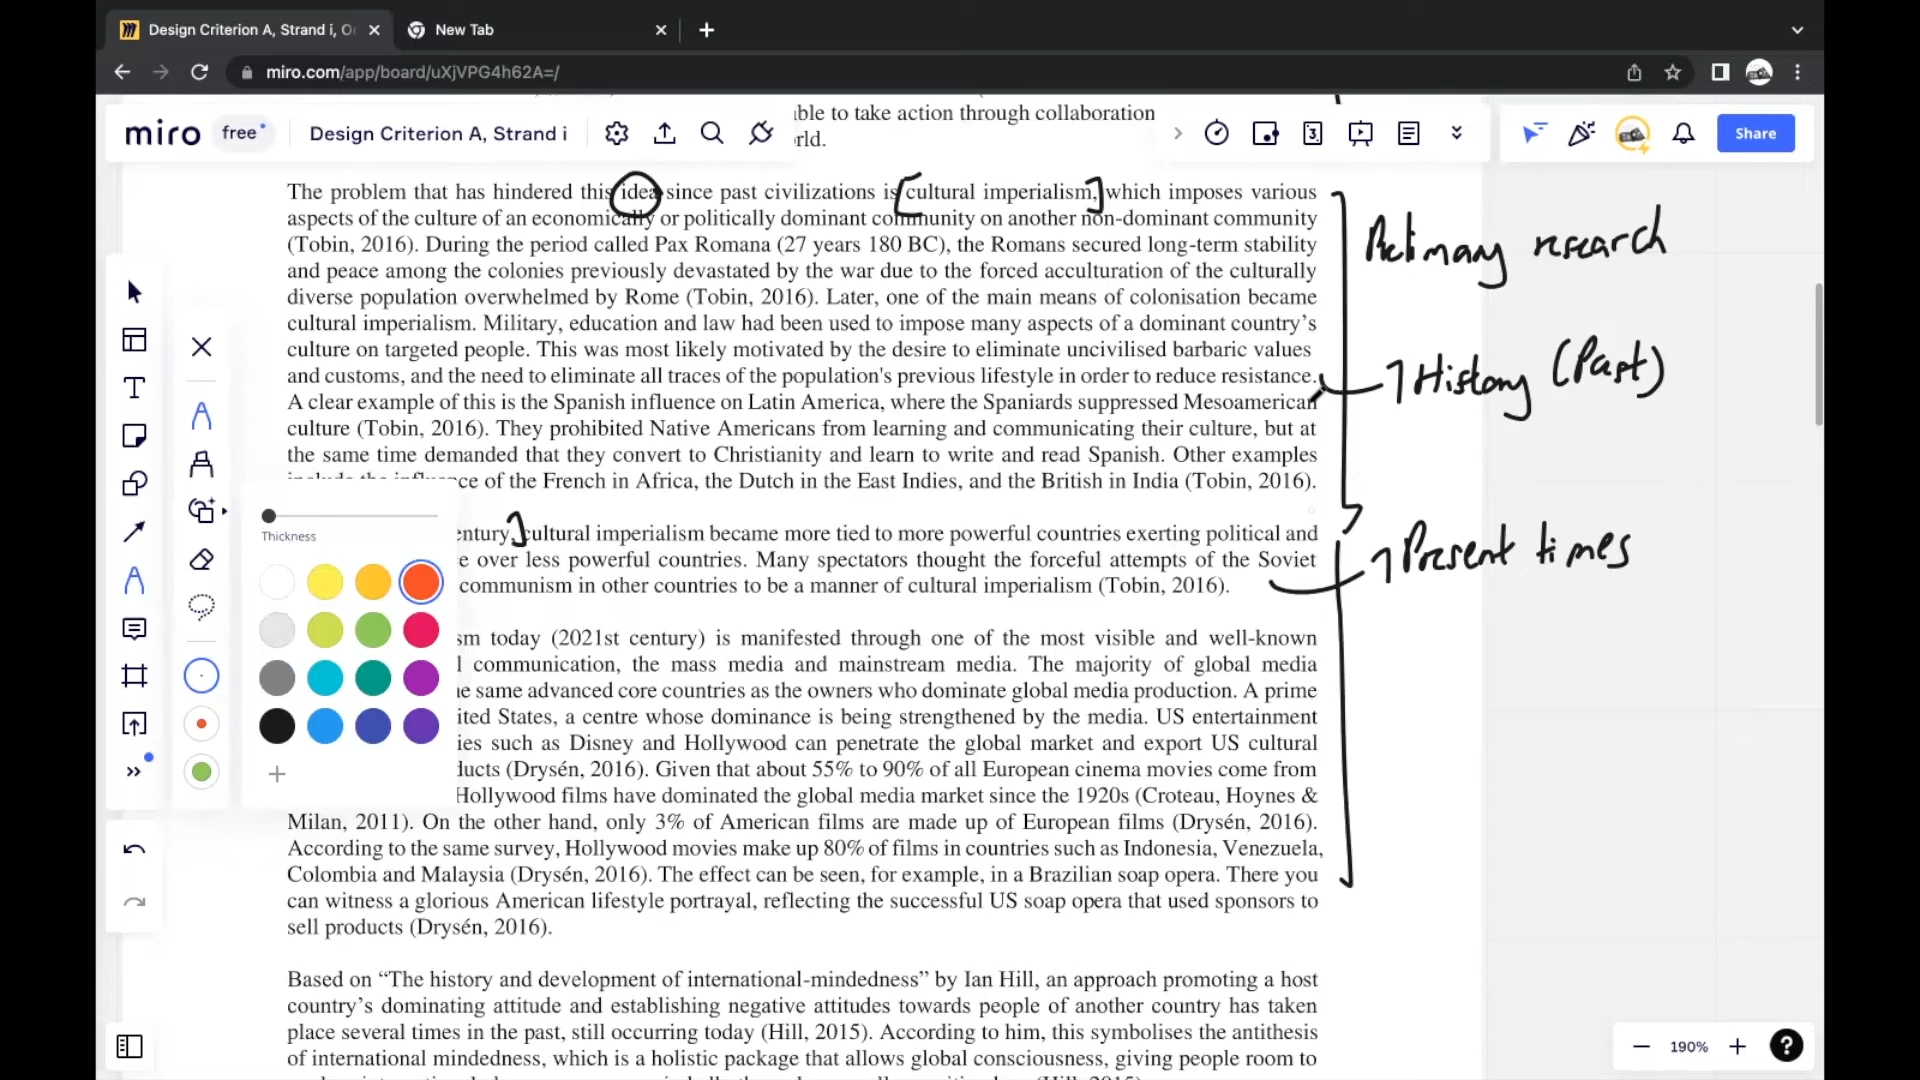 Design Criterion A, Strand i, Or
New Tab
miro.com/app/board/uXjVPG4h62A=/
miro free
Design Criterion A, Strand i
Share
ble to take action through collaboration
rld.
The problem that has hindered this idea since past civilizations is cultural imperialism, which imposes various
aspects of the culture of an economically or politically dominant community on another non-dominant community
(Tobin, 2016). During the period called Pax Romana (27 years 180 BC), the Romans secured long-term stability
and peace among the colonies previously devastated by the war due to the forced acculturation of the culturally
diverse population overwhelmed by Rome (Tobin, 2016). Later, one of the main means of colonisation became
cultural imperialism. Military, education and law had been used to impose many aspects of a dominant country's
culture on targeted people. This was most likely motivated by the desire to eliminate uncivilised barbaric values
and customs, and the need to eliminate all traces of the population's previous lifestyle in order to reduce resistance.
A clear example of this is the Spanish influence on Latin America, where the Spaniards suppressed Mesoamerican
culture (Tobin, 2016). They prohibited Native Americans from learning and communicating their culture, but at
the same time demanded that they convert to Christianity and learn to write and read Spanish. Other examples
include the influence of the French in Africa, the Dutch in the East Indies, and the British in India (Tobin, 2016).
research
History (Past)
Present times
Thickness
entury, cultural imperialism became more tied to more powerful countries exerting political and
e over less powerful countries. Many spectators thought the forceful attempts of the Soviet
communism in other countries to be a manner of cultural imperialism (Tobin, 2016).
sm today (2021st century) is manifested through one of the most visible and well-known
l communication, the mass media and mainstream media. The majority of global media
e same advanced core countries as the owners who dominate global media production. A prime
ited States, a centre whose dominance is being strengthened by the media. US entertainment
ies such as Disney and Hollywood can penetrate the global market and export US cultural
ducts (Drysén, 2016). Given that about 55% to 90% of all European cinema movies come from
Hollywood films have dominated the global media market since the 1920s (Croteau, Hoynes &
Milan, 2011). On the other hand, only 3% of American films are made up of European films (Drysén, 2016).
According to the same survey, Hollywood movies make up 80% of films in countries such as Indonesia, Venezuela,
Colombia and Malaysia (Drysén, 2016). The effect can be seen, for example, in a Brazilian soap opera. There you
can witness a glorious American lifestyle portrayal, reflecting the successful US soap opera that used sponsors to
sell products (Drysén, 2016).
Based on “The history and development of international-mindedness” by Ian Hill, an approach promoting a host
country's dominating attitude and establishing negative attitudes towards people of another country has taken
place several times in the past, still occurring today (Hill, 2015). According to him, this symbolises the antithesis
of international mindedness, which is a holistic package that allows global consciousness, giving people room to
190%